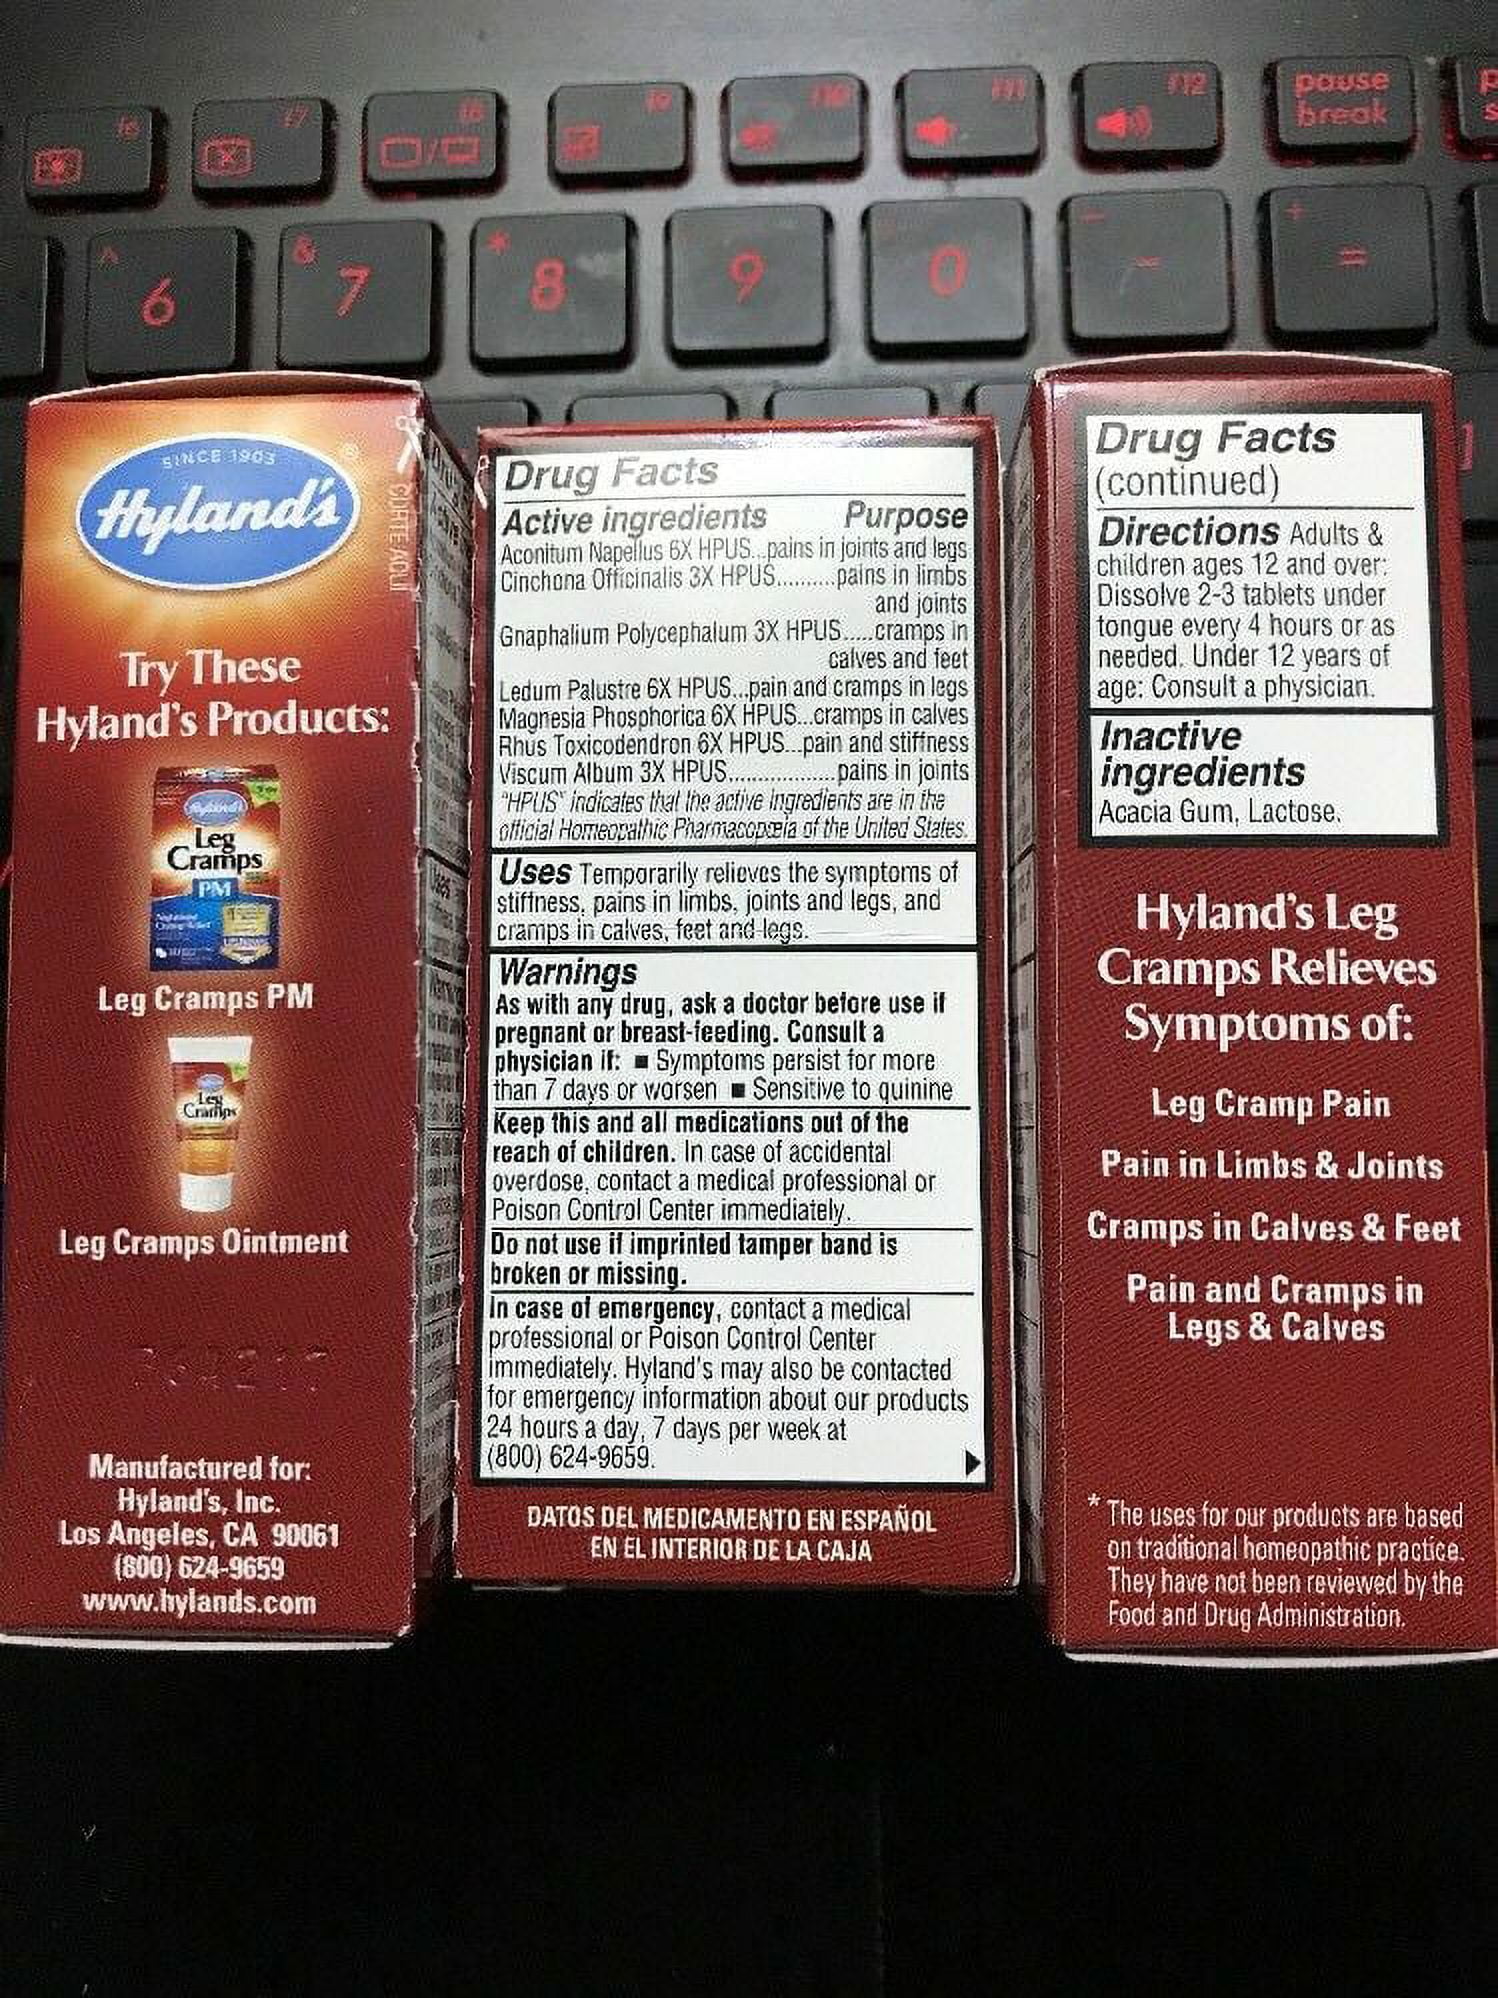 f6
f7
f8
f9
f10
f11
f12
pause
break
^
6
&
7
*
8
9
0
-
+
=
SINCE 1903
®
Hyland's
CORTE AQUÍ
Try These
Hyland's Products:
Hyland's
Leg
Cramps
PM
Leg Cramps PM
Leg
Cramps
Leg Cramps Ointment
Manufactured for:
Hyland's, Inc.
Los Angeles, CA 90061
(800) 624-9659
www.hylands.com
Drug Facts
Active ingredients Purpose
Aconitum Napellus 6X HPUS...pains in joints and legs
Cinchona Officinalis 3X HPUS..........pains in limbs
and joints
Gnaphalium Polycephalum 3X HPUS.....cramps in
calves and feet
Ledum Palustre 6X HPUS...pain and cramps in legs
Magnesia Phosphorica 6X HPUS...cramps in calves
Rhus Toxicodendron 6X HPUS...pain and stiffness
Viscum Album 3X HPUS..................pains in joints
"HPUS" indicates that the active ingredients are in the
official Homeopathic Pharmacopœia of the United States.
Uses Temporarily relieves the symptoms of
stiffness, pains in limbs, joints and legs, and
cramps in calves, feet and legs.
Warnings
As with any drug, ask a doctor before use if
pregnant or breast-feeding. Consult a
physician if: ■ Symptoms persist for more
than 7 days or worsen ■ Sensitive to quinine
Keep this and all medications out of the
reach of children. In case of accidental
overdose, contact a medical professional or
Poison Control Center immediately.
Do not use if imprinted tamper band is
broken or missing.
In case of emergency, contact a medical
professional or Poison Control Center
immediately. Hyland's may also be contacted
for emergency information about our products
24 hours a day, 7 days per week at
(800) 624-9659.
DATOS DEL MEDICAMENTO EN ESPAÑOL
EN EL INTERIOR DE LA CAJA
Drug Facts
(continued)
Directions Adults &
children ages 12 and over:
Dissolve 2-3 tablets under
tongue every 4 hours or as
needed. Under 12 years of
age: Consult a physician.
Inactive
ingredients
Acacia Gum, Lactose.
Hyland's Leg
Cramps Relieves
Symptoms of:
Leg Cramp Pain
Pain in Limbs & Joints
Cramps in Calves & Feet
Pain and Cramps in
Legs & Calves
* The uses for our products are based
on traditional homeopathic practice.
They have not been reviewed by the
Food and Drug Administration.